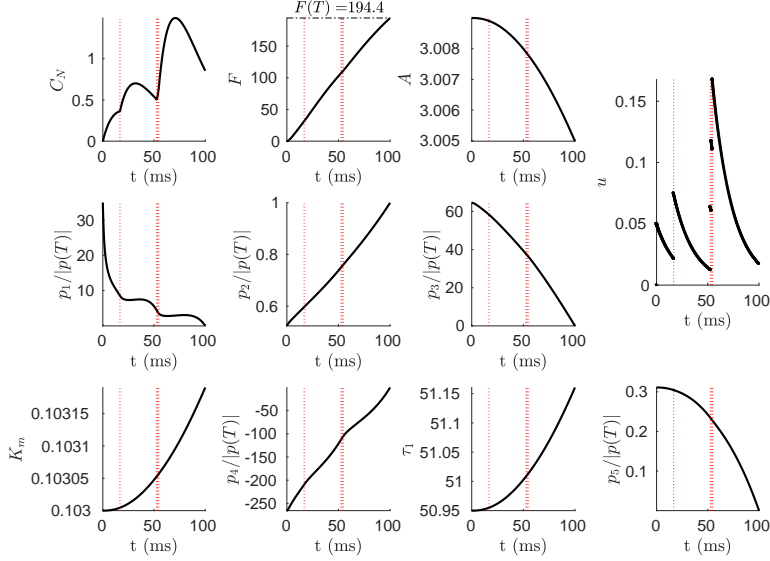 F(T) =194.4
1
0.5
0
C_N
0 50 100
t (ms)
150
100
50
0
F
0 50 100
t (ms)
3.008
3.007
3.006
3.005
A
0 50 100
t (ms)
0.15
0.1
0.05
0
u
0 50 100
t (ms)
30
20
10
p_1/|p(T)|
0 50 100
t (ms)
1
0.8
0.6
p_2/|p(T)|
0 50 100
t (ms)
60
40
20
0
p_3/|p(T)|
0 50 100
t (ms)
0.10315
0.1031
0.10305
0.103
K_m
0 50 100
t (ms)
-50
-100
-150
-200
-250
p_4/|p(T)|
0 50 100
t (ms)
51.15
51.1
51.05
51
50.95
τ_1
0 50 100
t (ms)
0.3
0.2
0.1
p_5/|p(T)|
0 50 100
t (ms)